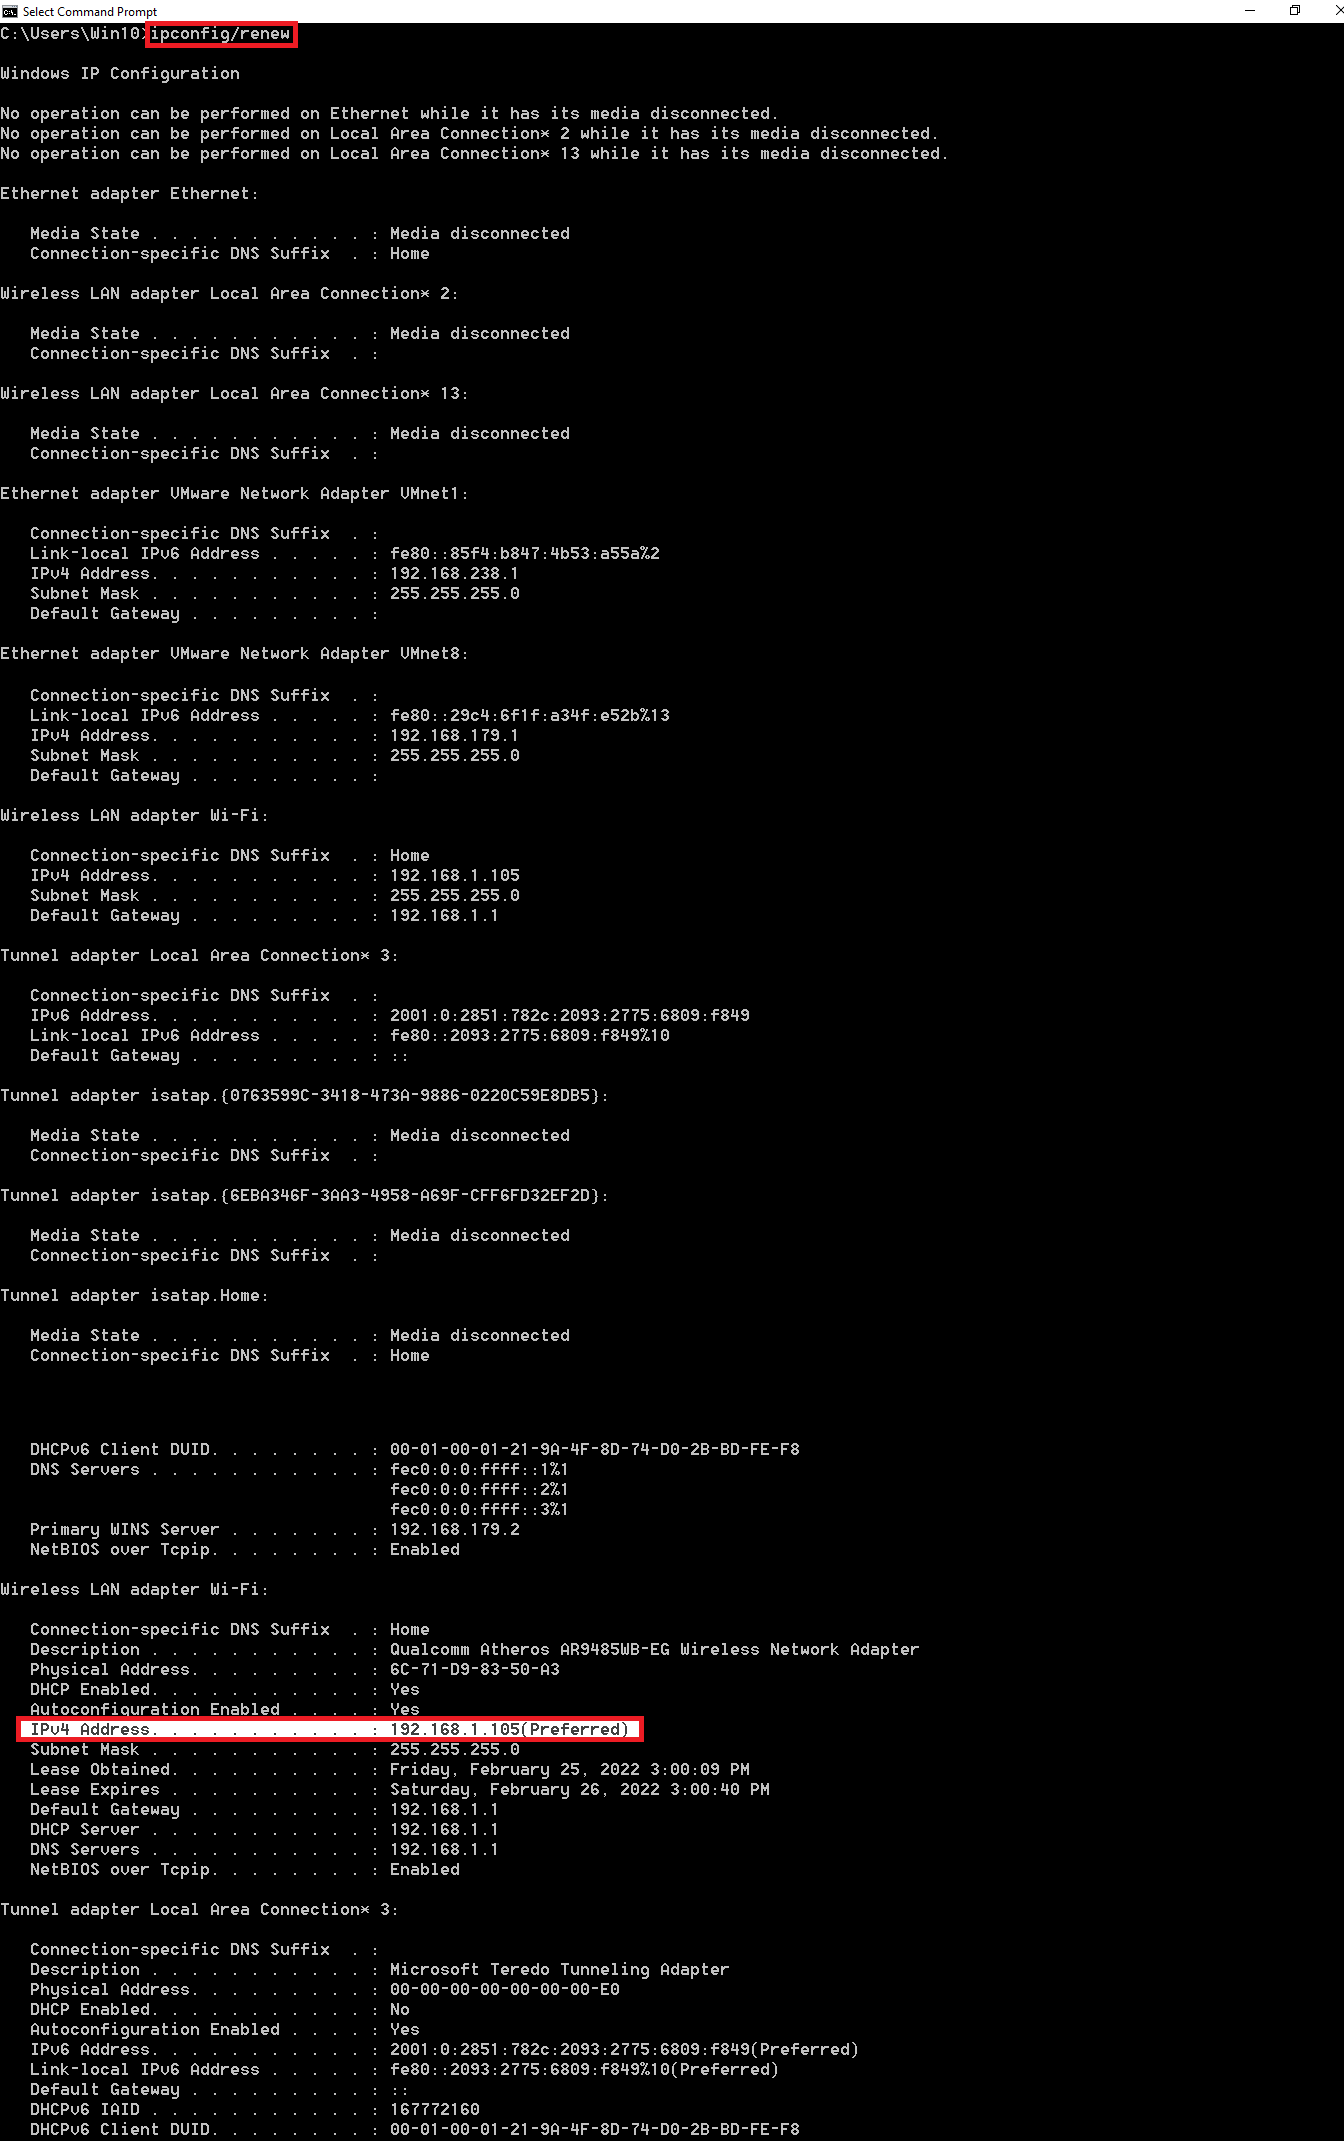 Select Command Prompt
C:\Users\Win10>ipconfig/renew
Windows IP Configuration
No operation can be performed on Ethernet while it has its media disconnected.
No operation can be performed on Local Area Connection* 2 while it has its media disconnected.
No operation can be performed on Local Area Connection* 13 while it has its media disconnected.
Ethernet adapter Ethernet:
Media State . . . . . . . . . . . : Media disconnected
Connection-specific DNS Suffix  . : Home
Wireless LAN adapter Local Area Connection* 2:
Media State . . . . . . . . . . . : Media disconnected
Connection-specific DNS Suffix  . :
Wireless LAN adapter Local Area Connection* 13:
Media State . . . . . . . . . . . : Media disconnected
Connection-specific DNS Suffix  . :
Ethernet adapter VMware Network Adapter VMnet1:
Connection-specific DNS Suffix  . :
Link-local IPv6 Address . . . . . : fe80::85f4:b847:4b53:a55a%2
IPv4 Address. . . . . . . . . . . : 192.168.238.1
Subnet Mask . . . . . . . . . . . : 255.255.255.0
Default Gateway . . . . . . . . . :
Ethernet adapter VMware Network Adapter VMnet8:
Connection-specific DNS Suffix  . :
Link-local IPv6 Address . . . . . : fe80::29c4:6f1f:a34f:e52b%13
IPv4 Address. . . . . . . . . . . : 192.168.179.1
Subnet Mask . . . . . . . . . . . : 255.255.255.0
Default Gateway . . . . . . . . . :
Wireless LAN adapter Wi-Fi:
Connection-specific DNS Suffix  . : Home
IPv4 Address. . . . . . . . . . . : 192.168.1.105
Subnet Mask . . . . . . . . . . . : 255.255.255.0
Default Gateway . . . . . . . . . : 192.168.1.1
Tunnel adapter Local Area Connection* 3:
Connection-specific DNS Suffix  . :
IPv6 Address. . . . . . . . . . . : 2001:0:2851:782c:2093:2775:6809:f849
Link-local IPv6 Address . . . . . : fe80::2093:2775:6809:f849%10
Default Gateway . . . . . . . . . : ::
Tunnel adapter isatap.{0763599C-3418-473A-9886-0220C59E8DB5}:
Media State . . . . . . . . . . . : Media disconnected
Connection-specific DNS Suffix  . :
Tunnel adapter isatap.{6EBA346F-3AA3-4958-A69F-CFF6FD32EF2D}:
Media State . . . . . . . . . . . : Media disconnected
Connection-specific DNS Suffix  . :
Tunnel adapter isatap.Home:
Media State . . . . . . . . . . . : Media disconnected
Connection-specific DNS Suffix  . : Home
DHCPv6 Client DUID. . . . . . . . : 00-01-00-01-21-9A-4F-8D-74-D0-2B-BD-FE-F8
DNS Servers . . . . . . . . . . . : fec0:0:0:ffff::1%1
fec0:0:0:ffff::2%1
fec0:0:0:ffff::3%1
Primary WINS Server . . . . . . . : 192.168.179.2
NetBIOS over Tcpip. . . . . . . . : Enabled
Wireless LAN adapter Wi-Fi:
Connection-specific DNS Suffix  . : Home
Description . . . . . . . . . . . : Qualcomm Atheros AR9485WB-EG Wireless Network Adapter
Physical Address. . . . . . . . . : 6C-71-D9-83-50-A3
DHCP Enabled. . . . . . . . . . . : Yes
Autoconfiguration Enabled . . . . : Yes
IPv4 Address. . . . . . . . . . . : 192.168.1.105(Preferred)
Subnet Mask . . . . . . . . . . . : 255.255.255.0
Lease Obtained. . . . . . . . . . : Friday, February 25, 2022 3:00:09 PM
Lease Expires . . . . . . . . . . : Saturday, February 26, 2022 3:00:40 PM
Default Gateway . . . . . . . . . : 192.168.1.1
DHCP Server . . . . . . . . . . . : 192.168.1.1
DNS Servers . . . . . . . . . . . : 192.168.1.1
NetBIOS over Tcpip. . . . . . . . : Enabled
Tunnel adapter Local Area Connection* 3:
Connection-specific DNS Suffix  . :
Description . . . . . . . . . . . : Microsoft Teredo Tunneling Adapter
Physical Address. . . . . . . . . : 00-00-00-00-00-00-00-E0
DHCP Enabled. . . . . . . . . . . : No
Autoconfiguration Enabled . . . . : Yes
IPv6 Address. . . . . . . . . . . : 2001:0:2851:782c:2093:2775:6809:f849(Preferred)
Link-local IPv6 Address . . . . . : fe80::2093:2775:6809:f849%10(Preferred)
Default Gateway . . . . . . . . . : ::
DHCPv6 IAID . . . . . . . . . . . : 167772160
DHCPv6 Client DUID. . . . . . . . : 00-01-00-01-21-9A-4F-8D-74-D0-2B-BD-FE-F8